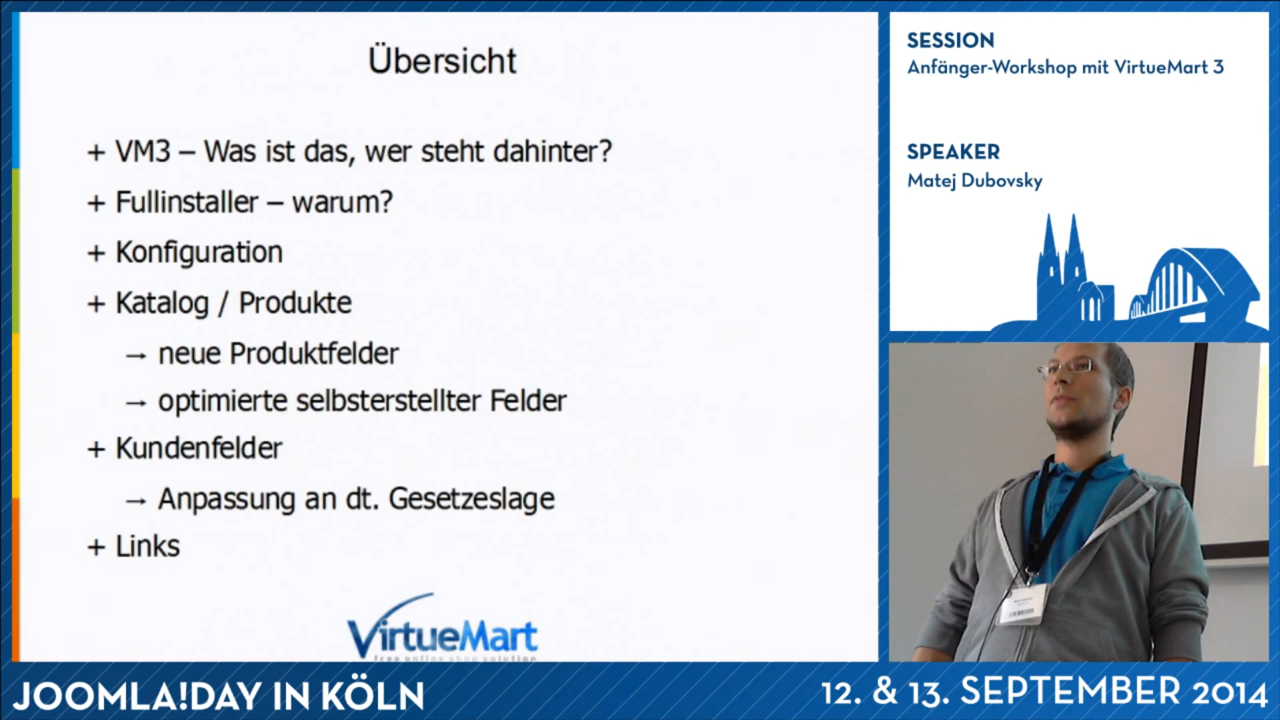 Übersicht
+ VM3 – Was ist das, wer steht dahinter?
+ Fullinstaller – warum?
+ Konfiguration
+ Katalog / Produkte
→ neue Produktfelder
→ optimierte selbsterstellter Felder
+ Kundenfelder
→ Anpassung an dt. Gesetzeslage
+ Links
VirtueMart
free online shop solution
SESSION
Anfänger-Workshop mit VirtueMart 3
SPEAKER
Matej Dubovsky
JOOMLA!DAY IN KÖLN
12. & 13. SEPTEMBER 2014